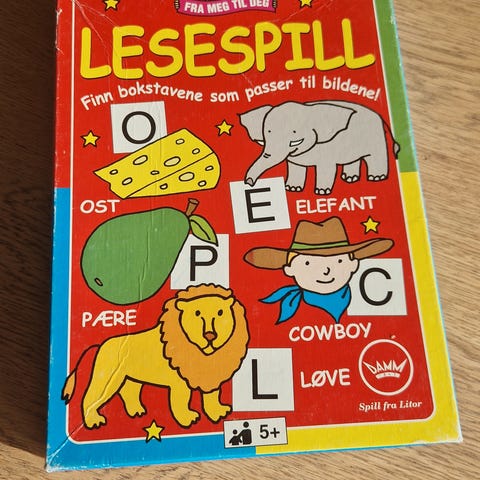 FRA MEG TIL DEG
LESESPILL
Finn bokstavene som passer til bildene!
O
OST
E
ELEFANT
P
PÆRE
C
COWBOY
L
LØVE
DAMM
Spill fra Litor
5+